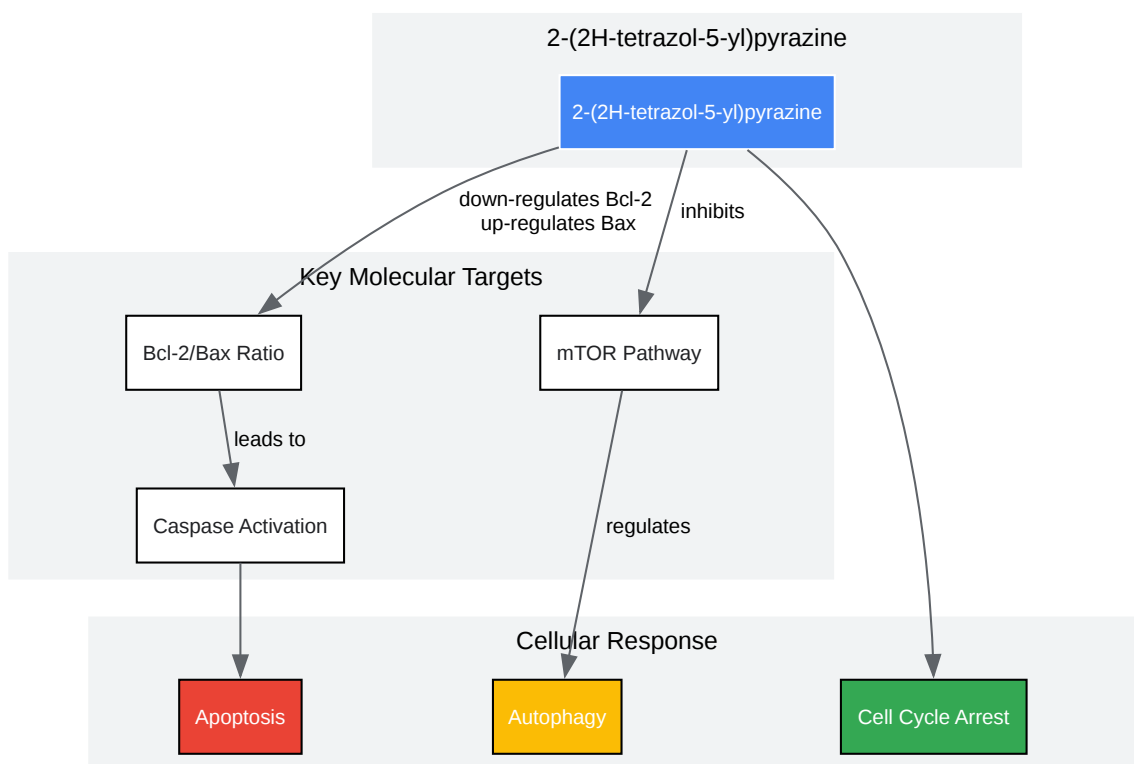 2-(2H-tetrazol-5-yl)pyrazine
2-(2H-tetrazol-5-yl)pyrazine
down-regulates Bcl-2
up-regulates Bax
inhibits
Key Molecular Targets
Bcl-2/Bax Ratio
mTOR Pathway
leads to
Caspase Activation
regulates
Cellular Response
Apoptosis
Autophagy
Cell Cycle Arrest